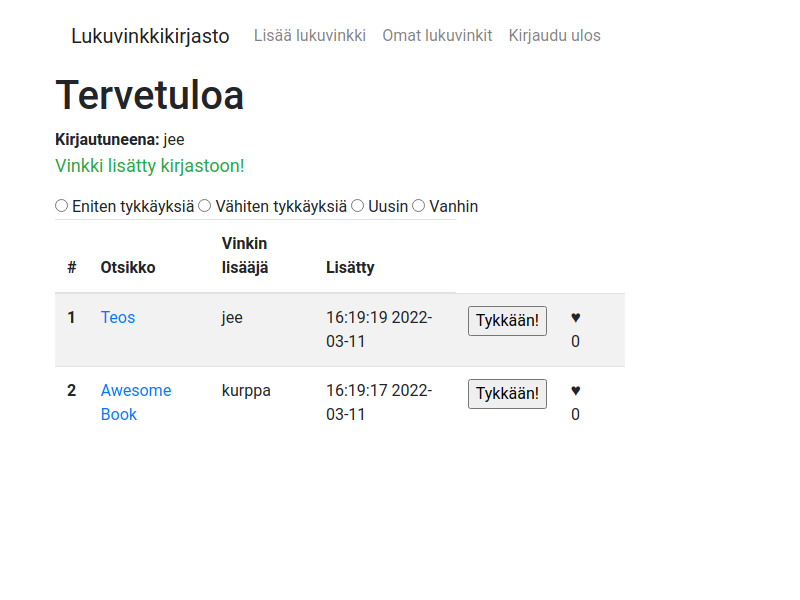 Lukuvinkkikirjasto Lisää lukuvinkki Omat lukuvinkit Kirjaudu ulos
Tervetuloa
Kirjautuneena: jee
Vinkki lisätty kirjastoon!
Eniten tykkäyksiä Vähiten tykkäyksiä Uusin Vanhin
# Otsikko Vinkin lisääjä Lisätty
1 Teos jee 16:19:19 2022-03-11 Tykkään! ♥ 0
2 Awesome Book kurppa 16:19:17 2022-03-11 Tykkään! ♥ 0